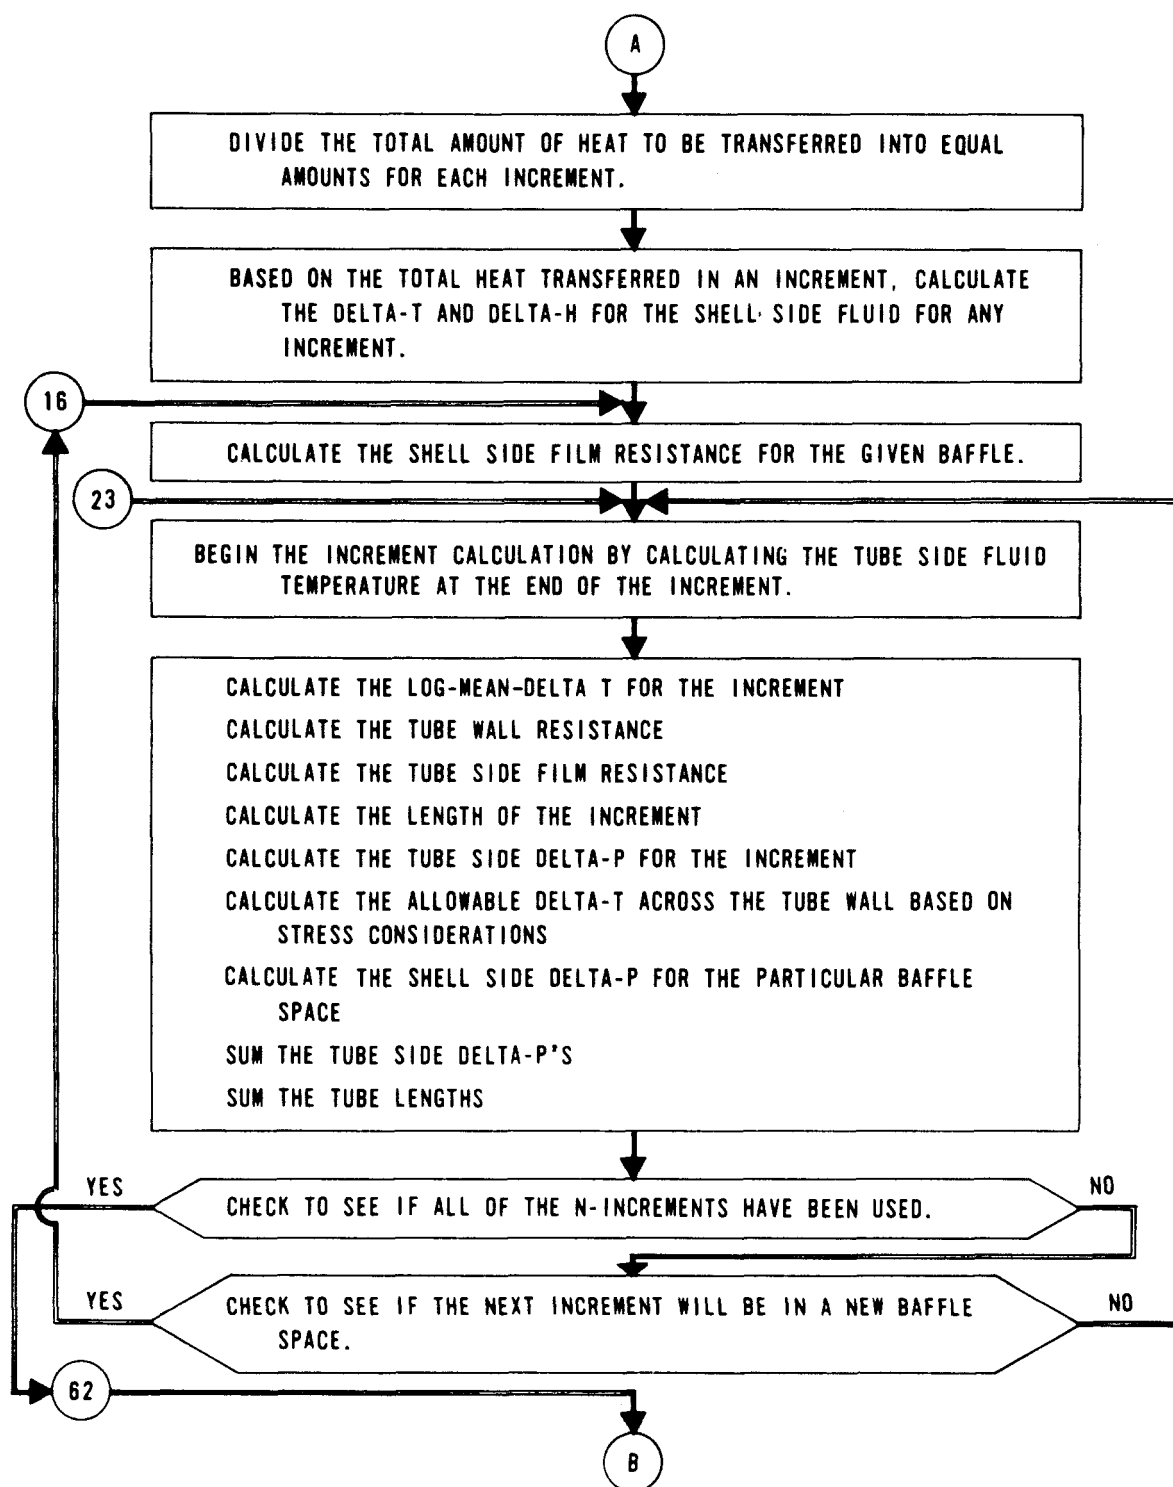 A
DIVIDE THE TOTAL AMOUNT OF HEAT TO BE TRANSFERRED INTO EQUAL
AMOUNTS FOR EACH INCREMENT.
BASED ON THE TOTAL HEAT TRANSFERRED IN AN INCREMENT, CALCULATE
THE DELTA-T AND DELTA-H FOR THE SHELL SIDE FLUID FOR ANY
INCREMENT.
16
CALCULATE THE SHELL SIDE FILM RESISTANCE FOR THE GIVEN BAFFLE.
23
BEGIN THE INCREMENT CALCULATION BY CALCULATING THE TUBE SIDE FLUID
TEMPERATURE AT THE END OF THE INCREMENT.
CALCULATE THE LOG-MEAN-DELTA T FOR THE INCREMENT
CALCULATE THE TUBE WALL RESISTANCE
CALCULATE THE TUBE SIDE FILM RESISTANCE
CALCULATE THE LENGTH OF THE INCREMENT
CALCULATE THE TUBE SIDE DELTA-P FOR THE INCREMENT
CALCULATE THE ALLOWABLE DELTA-T ACROSS THE TUBE WALL BASED ON
STRESS CONSIDERATIONS
CALCULATE THE SHELL SIDE DELTA-P FOR THE PARTICULAR BAFFLE
SPACE
SUM THE TUBE SIDE DELTA-P'S
SUM THE TUBE LENGTHS
YES
CHECK TO SEE IF ALL OF THE N-INCREMENTS HAVE BEEN USED.
NO
YES
CHECK TO SEE IF THE NEXT INCREMENT WILL BE IN A NEW BAFFLE
SPACE.
NO
62
B